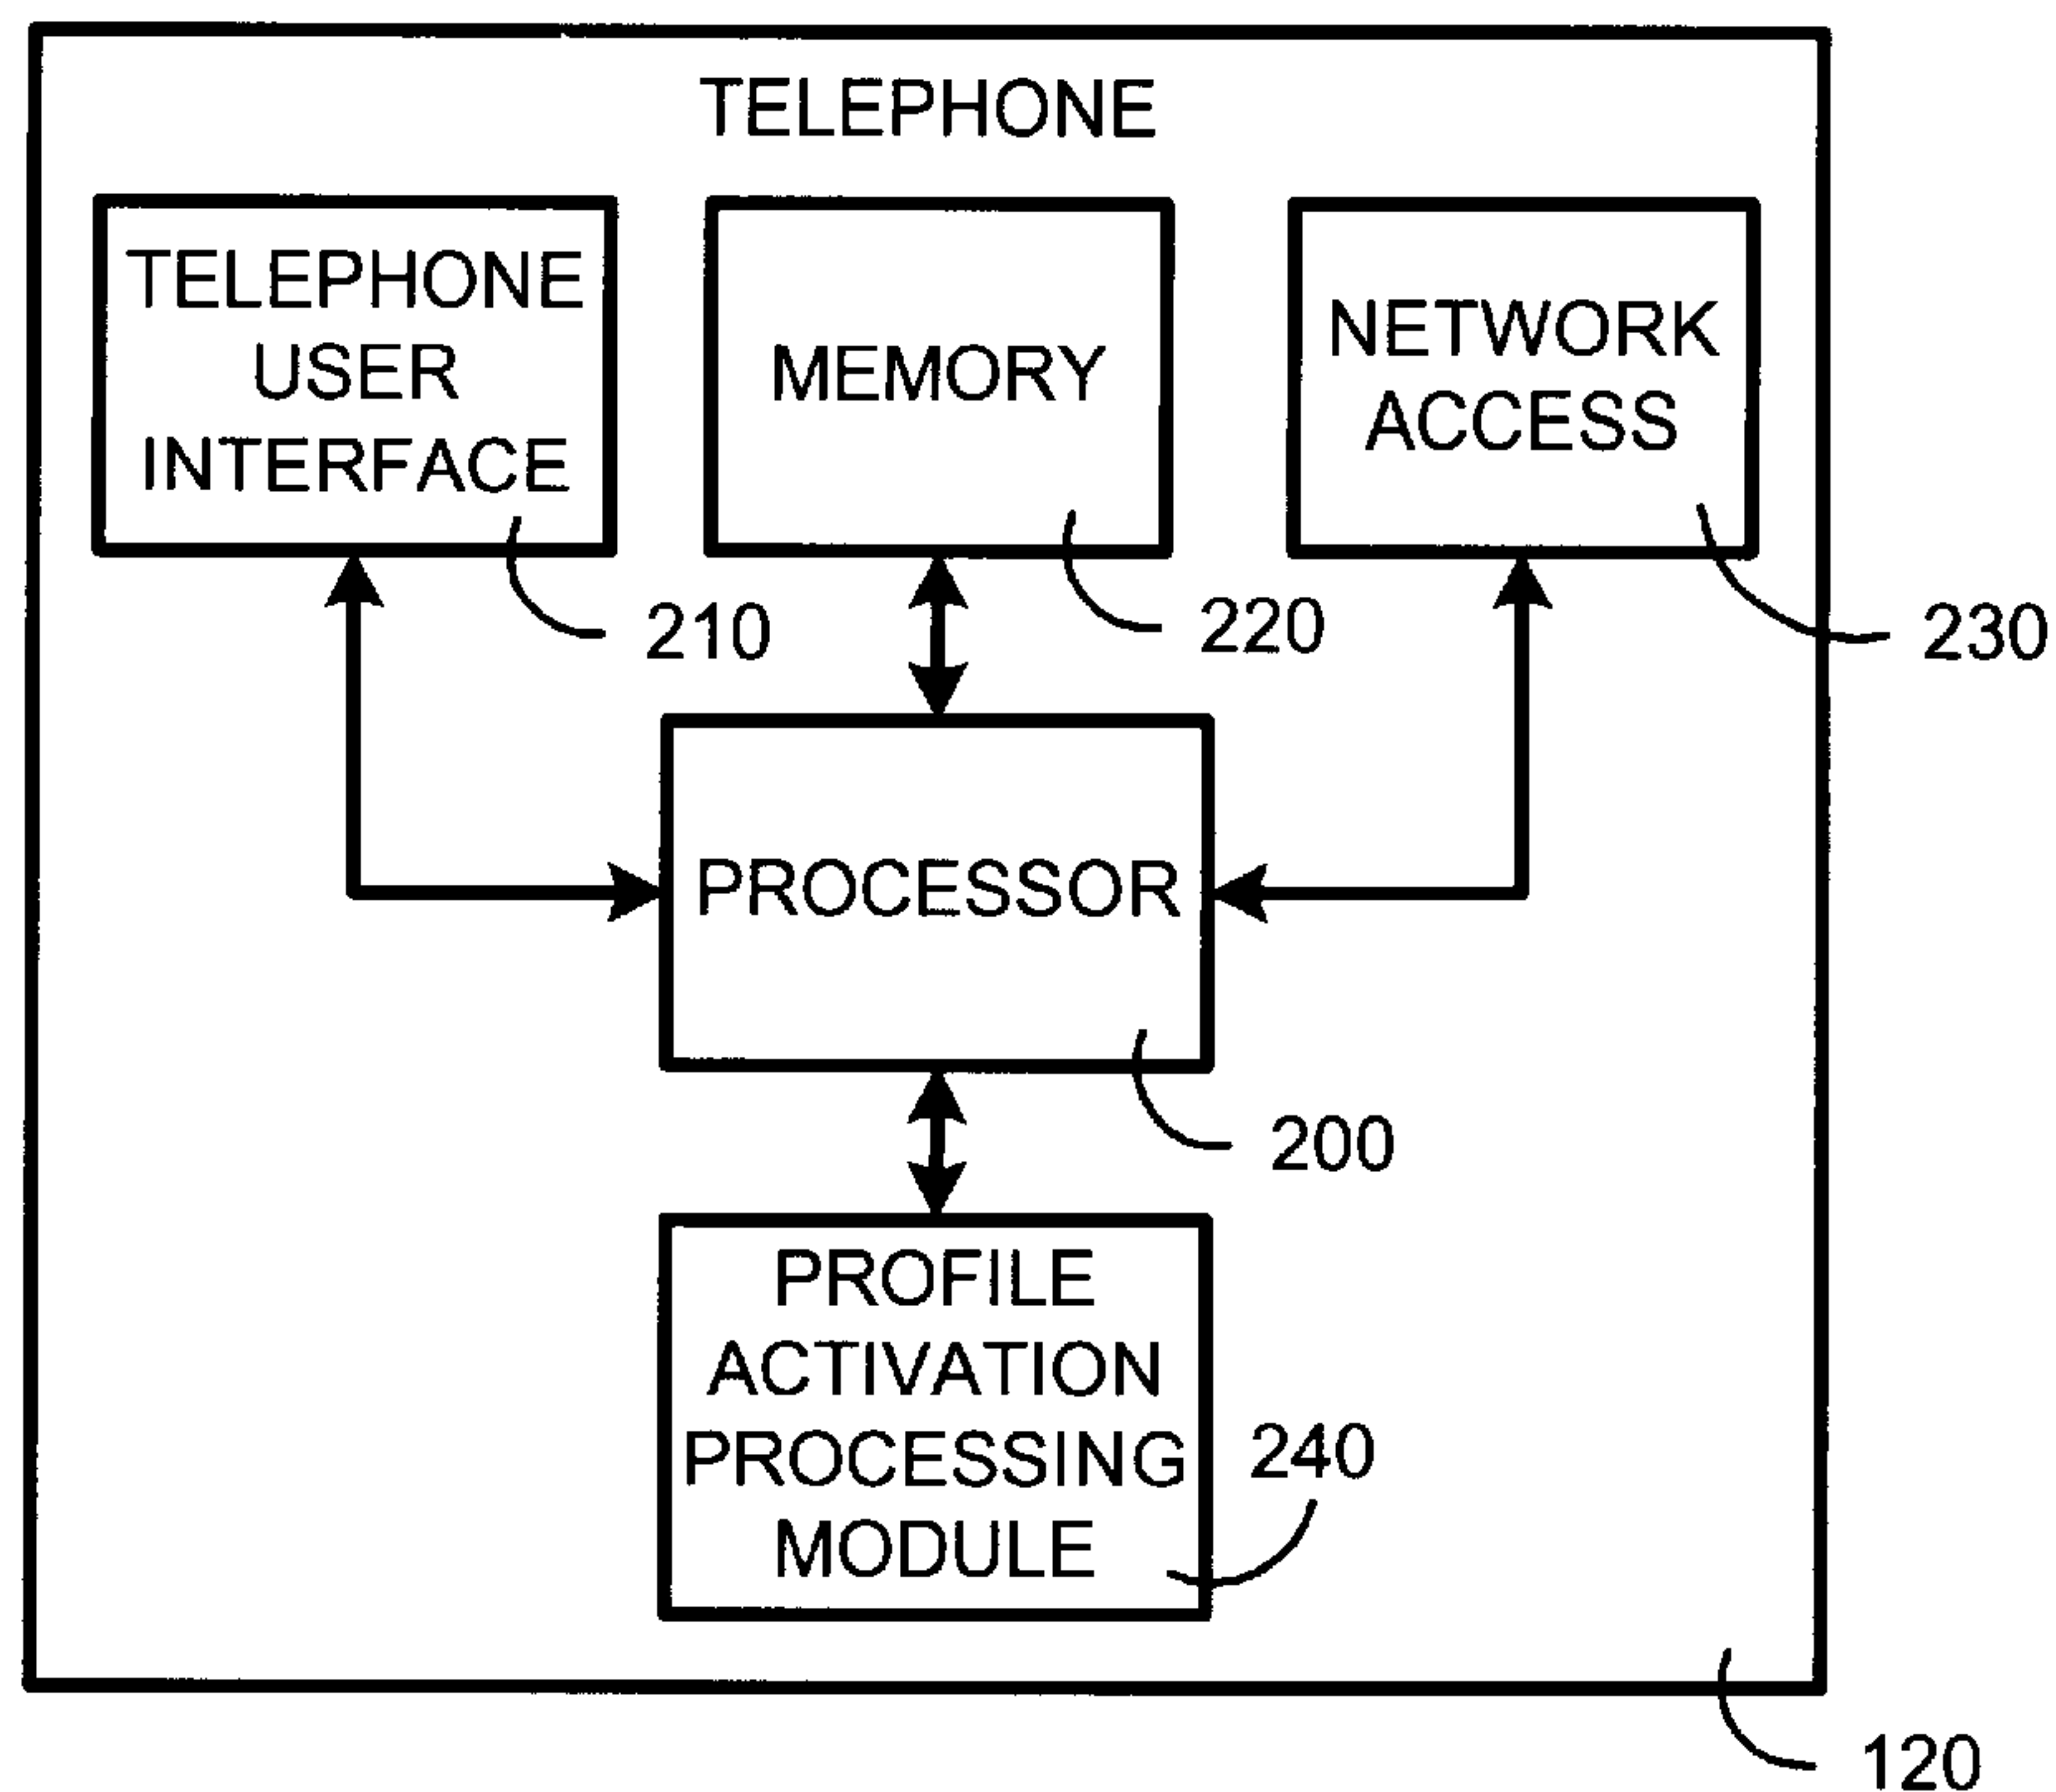 TELEPHONE
TELEPHONE
USER
INTERFACE
210
MEMORY
220
NETWORK
ACCESS
230
PROCESSOR
200
PROFILE
ACTIVATION
PROCESSING
MODULE
240
120